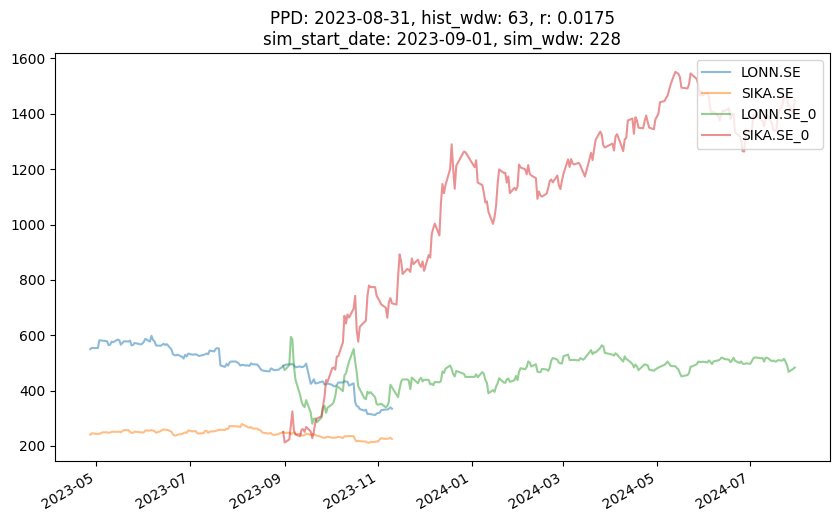 PPD: 2023-08-31, hist_wdw: 63, r: 0.0175
sim_start_date: 2023-09-01, sim_wdw: 228
1600
1400
1200
1000
800
600
400
200
LONN.SE
SIKA.SE
LONN.SE_0
SIKA.SE_0
2023-05
2023-07
2023-09
2023-11
2024-01
2024-03
2024-05
2024-07